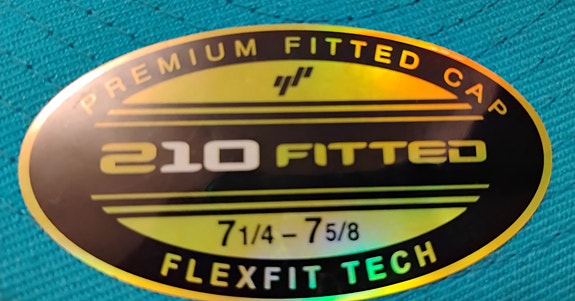 PREMIUM FITTED CAP
210 FITTED
7 1/4 – 7 5/8
FLEXFIT TECH